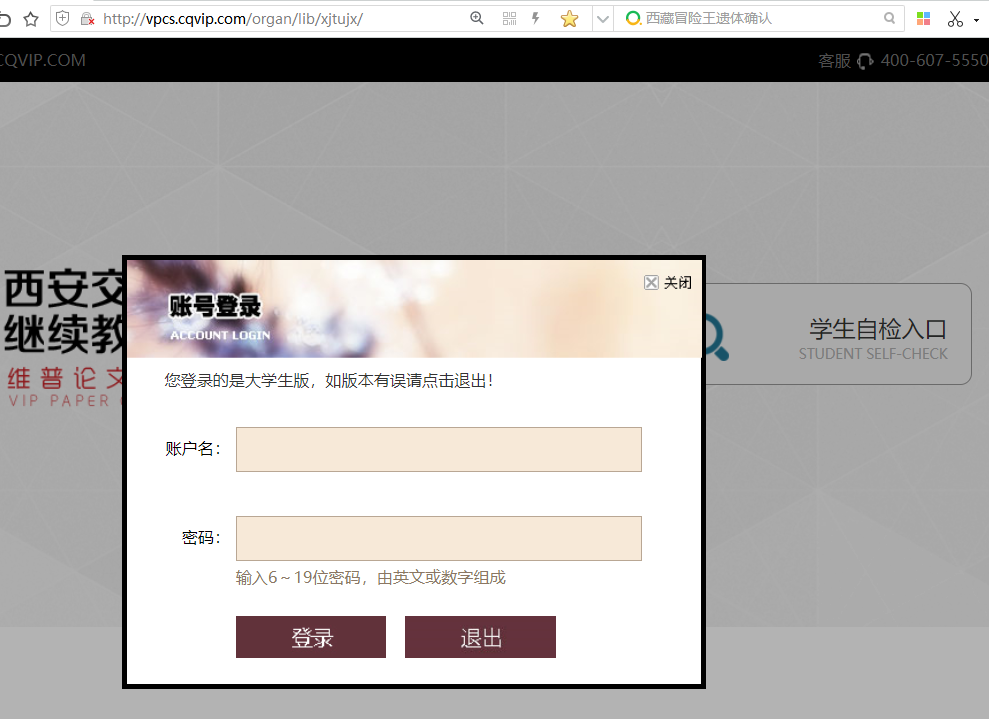 http://vpcs.cqvip.com/organ/lib/xjtujx/
西藏冒险王遗体确认
CQVIP.COM
客服 400-607-5550
西安交
继续教
维普论文
VIP PAPER
账号登录
ACCOUNT LOGIN
关闭
学生自检入口
STUDENT SELF-CHECK
您登录的是大学生版，如版本有误请点击退出！
账户名：
密码：
输入6～19位密码，由英文或数字组成
登录
退出